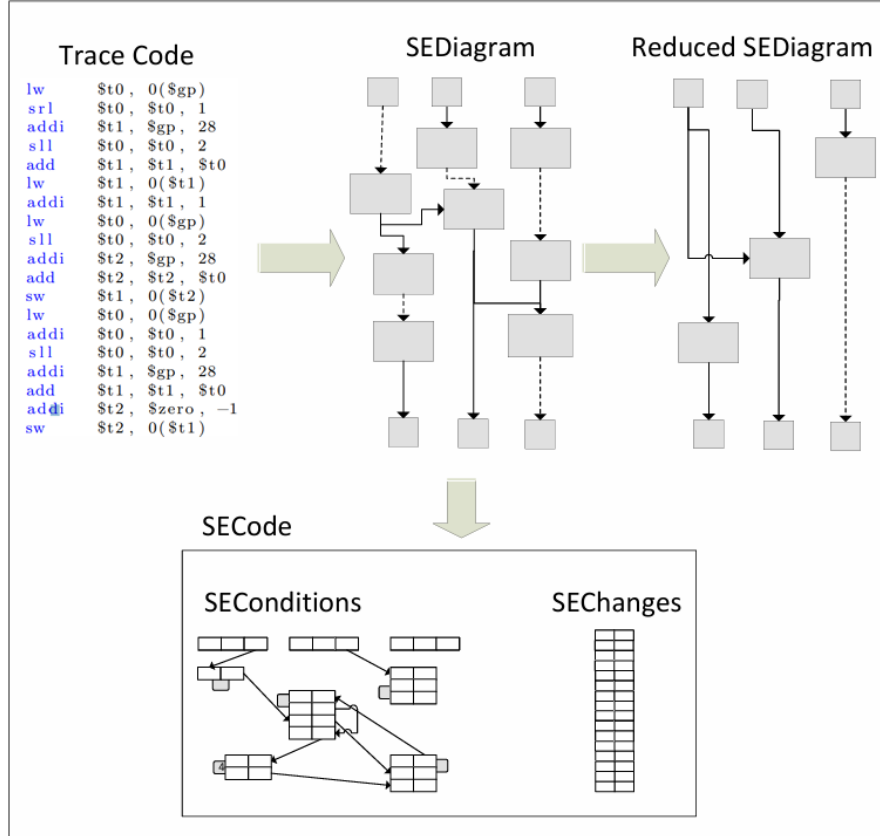 Trace Code
SEDiagram
Reduced SEDiagram
lw $t0, 0($gp)
srl $t0, $t0, 1
addi $t1, $gp, 28
sll $t0, $t0, 2
add $t1, $t1, $t0
lw $t1, 0($t1)
addi $t1, $t1, 1
lw $t0, 0($gp)
sll $t0, $t0, 2
addi $t2, $gp, 28
add $t2, $t2, $t0
sw $t1, 0($t2)
lw $t0, 0($gp)
addi $t0, $t0, 1
sll $t0, $t0, 2
addi $t1, $gp, 28
add $t1, $t1, $t0
addi $t2, $zero, −1
sw $t2, 0($t1)
SECode
SEConditions
SEChanges
4